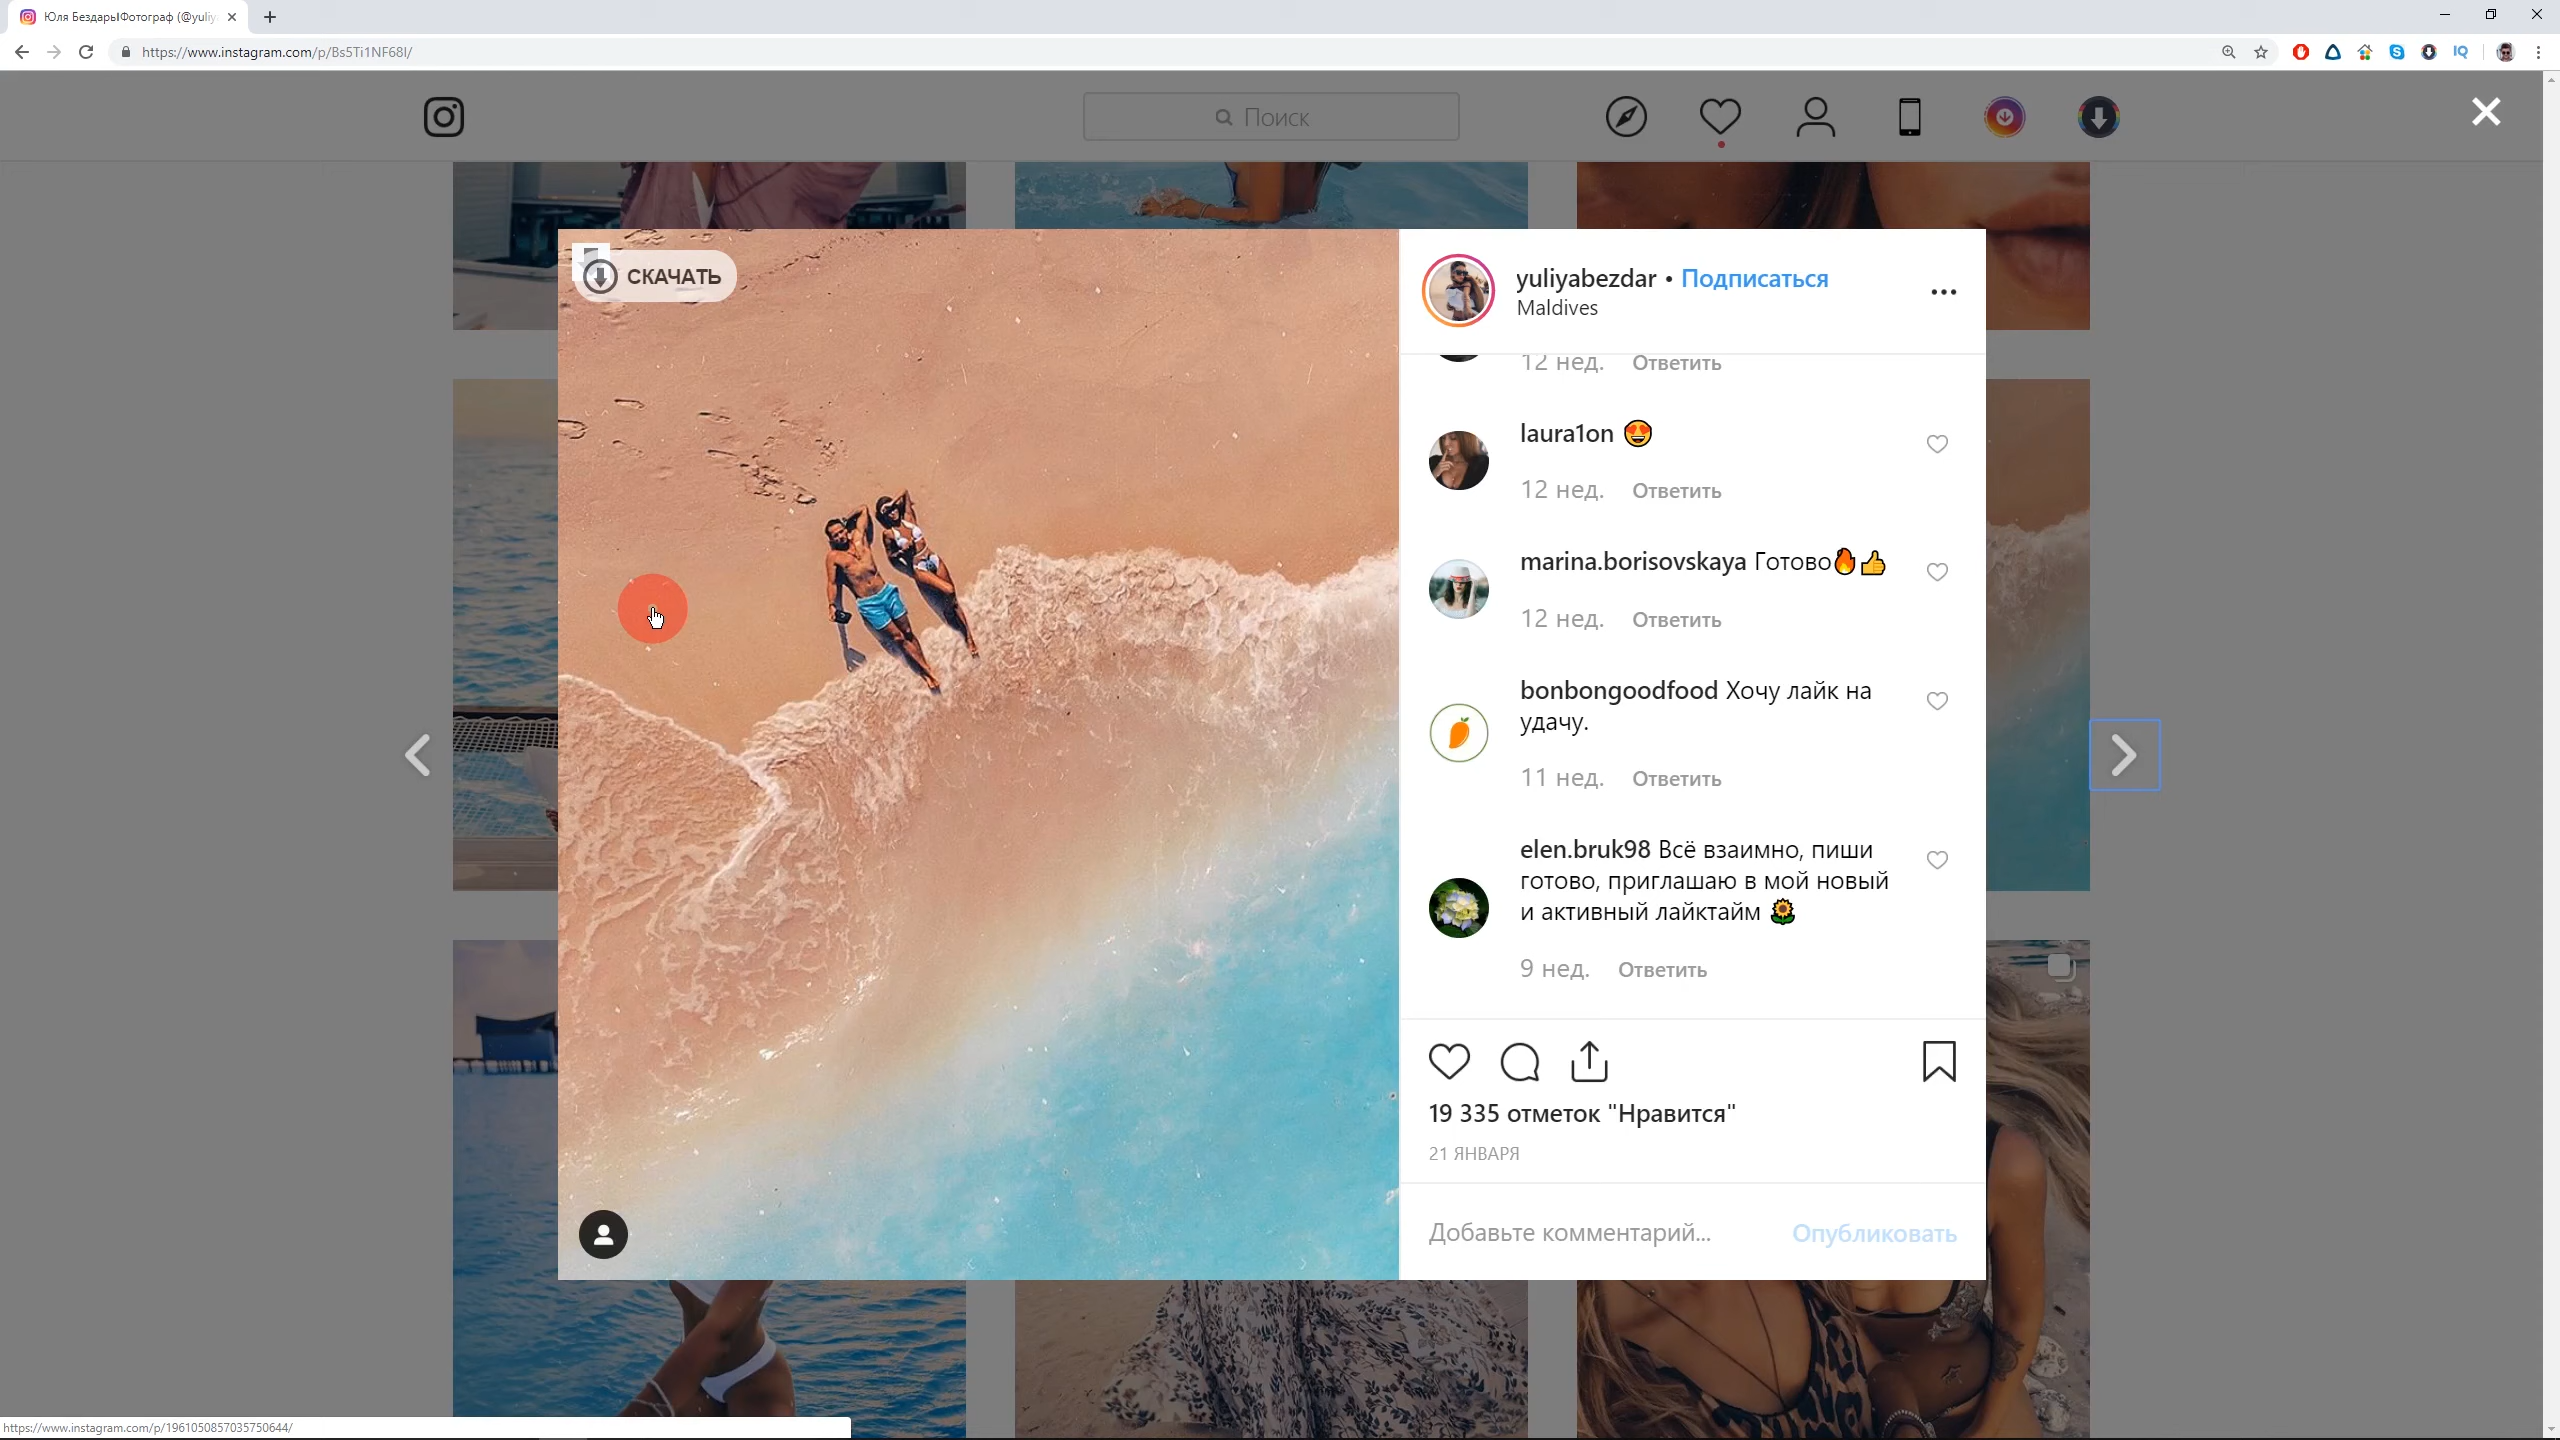 Юля БездарьIФотограф (@yuliy
https://www.instagram.com/p/Bs5Ti1NF68I/
IQ
Поиск
СКАЧАТЬ
yuliyabezdar • Подписаться
Maldives
12 нед. Ответить
laura1on 😍
12 нед. Ответить
marina.borisovskaya Готово🔥👍
12 нед. Ответить
bonbongoodfood Хочу лайк на
удачу.
11 нед. Ответить
elen.bruk98 Всё взаимно, пиши
готово, приглашаю в мой новый
и активный лайктайм 🌻
9 нед. Ответить
19 335 отметок "Нравится"
21 ЯНВАРЯ
Добавьте комментарий... Опубликовать
https://www.instagram.com/p/1961050857035750644/